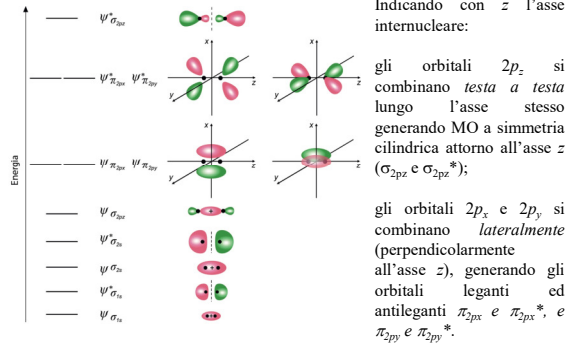 Indicando con z l'asse
internucleare:
gli orbitali 2pz si
combinano testa a testa
lungo l'asse stesso
generando MO a simmetria
cilindrica attorno all'asse z
(σ2pz e σ2pz*);
gli orbitali 2px e 2py si
combinano lateralmente
(perpendicolarmente
all'asse z), generando gli
orbitali leganti ed
antileganti π2px e π2px*, e
π2py e π2py*.
Energia
ψ*σ2pz
ψ*π2px ψ*π2py
x
y
z
x
y
z
ψπ2px ψπ2py
x
y
z
x
y
z
ψσ2pz
ψ*σ2s
ψσ2s
ψ*σ1s
ψσ1s